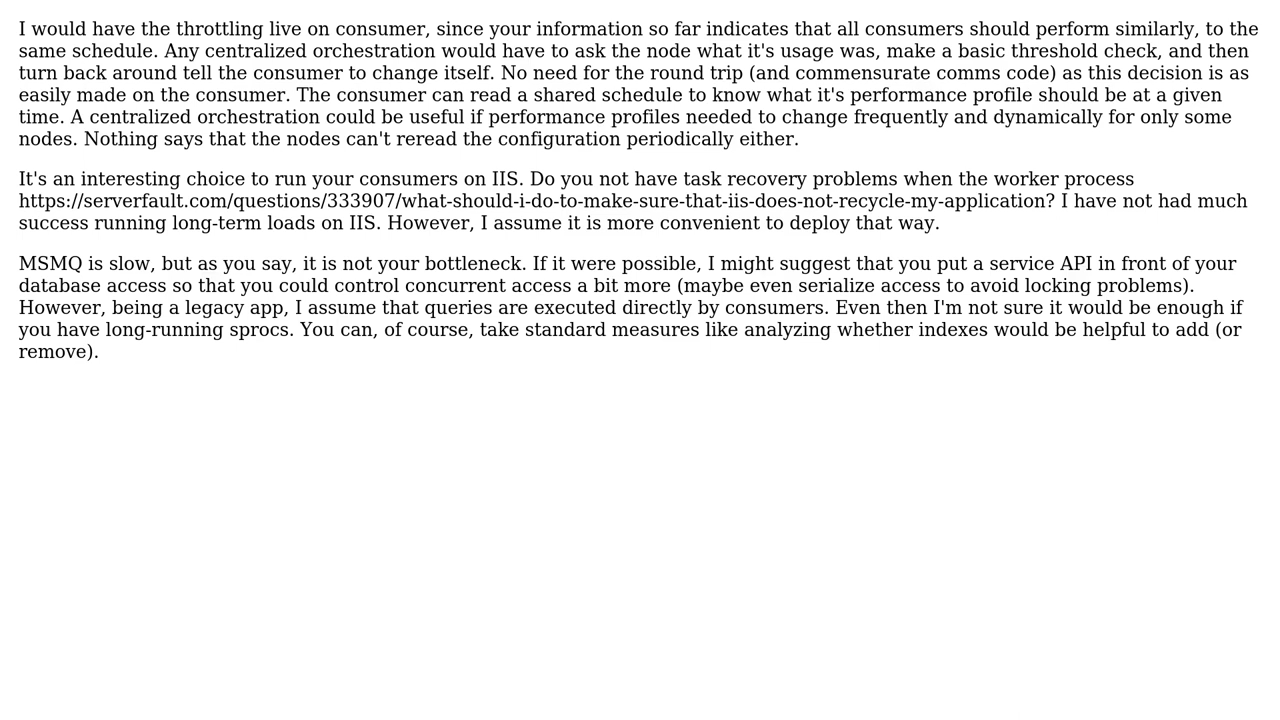 I would have the throttling live on consumer, since your information so far indicates that all consumers should perform similarly, to the
same schedule. Any centralized orchestration would have to ask the node what it's usage was, make a basic threshold check, and then
turn back around tell the consumer to change itself. No need for the round trip (and commensurate comms code) as this decision is as
easily made on the consumer. The consumer can read a shared schedule to know what it's performance profile should be at a given
time. A centralized orchestration could be useful if performance profiles needed to change frequently and dynamically for only some
nodes. Nothing says that the nodes can't reread the configuration periodically either.
It's an interesting choice to run your consumers on IIS. Do you not have task recovery problems when the worker process
https://serverfault.com/questions/333907/what-should-i-do-to-make-sure-that-iis-does-not-recycle-my-application? I have not had much
success running long-term loads on IIS. However, I assume it is more convenient to deploy that way.
MSMQ is slow, but as you say, it is not your bottleneck. If it were possible, I might suggest that you put a service API in front of your
database access so that you could control concurrent access a bit more (maybe even serialize access to avoid locking problems).
However, being a legacy app, I assume that queries are executed directly by consumers. Even then I'm not sure it would be enough if
you have long-running sprocs. You can, of course, take standard measures like analyzing whether indexes would be helpful to add (or
remove).